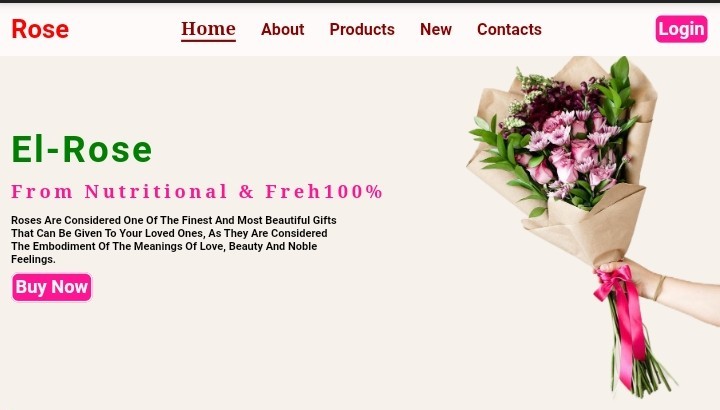 Rose
Home
About
Products
New
Contacts
Login
El-Rose
From Nutritional & Freh100%
Roses Are Considered One Of The Finest And Most Beautiful Gifts
That Can Be Given To Your Loved Ones, As They Are Considered
The Embodiment Of The Meanings Of Love, Beauty And Noble
Feelings.
Buy Now